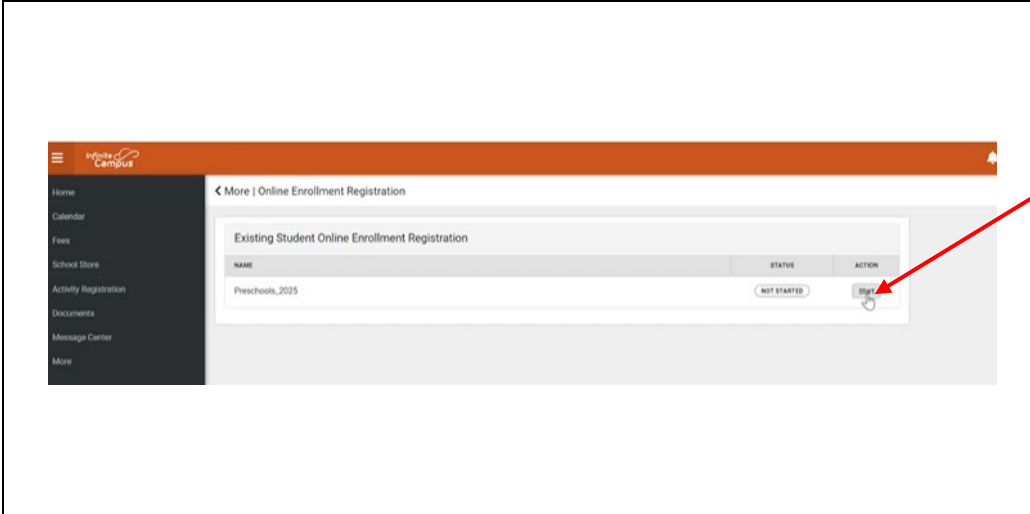 Infinite
Campus
Home
Calendar
Fees
School Store
Activity Registration
Documents
Message Center
More
More | Online Enrollment Registration
Existing Student Online Enrollment Registration
NAME STATUS ACTION
Preschools_2025 NOT STARTED Start